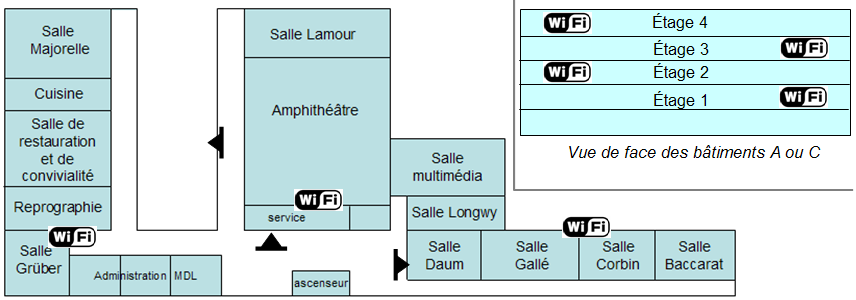 Salle
Majorelle
Cuisine
Salle de
restauration
et de
convivialité
Reprographie
WiFi
Salle
Grüber
Administration
MDL
Salle Lamour
Amphithéâtre
WiFi
service
ascenseur
Salle
multimédia
Salle Longwy
WiFi
Salle
Daum
Salle
Gallé
Salle
Corbin
Salle
Baccarat
WiFi Étage 4
Étage 3 WiFi
WiFi Étage 2
Étage 1 WiFi
Vue de face des bâtiments A ou C